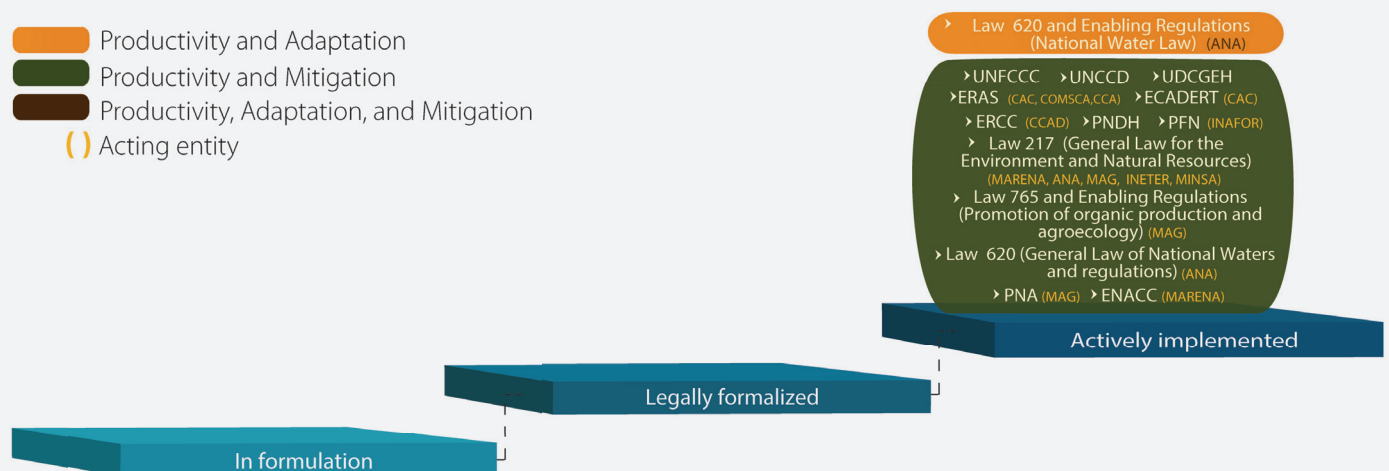 Productivity and Adaptation
Productivity and Mitigation
Productivity, Adaptation, and Mitigation
( ) Acting entity
› Law 620 and Enabling Regulations
(National Water Law) (ANA)
› UNFCCC › UNCCD › UDCGEH
› ERAS (CAC, COMSCA,CCA) › ECADERT (CAC)
› ERCC (CCAD) › PNDH › PFN (INAFOR)
› Law 217 (General Law for the
Environment and Natural Resources)
(MARENA, ANA, MAG, INETER, MINSA)
› Law 765 and Enabling Regulations
(Promotion of organic production and
agroecology) (MAG)
› Law 620 (General Law of National Waters
and regulations) (ANA)
› PNA (MAG) › ENACC (MARENA)
Actively implemented
Legally formalized
In formulation